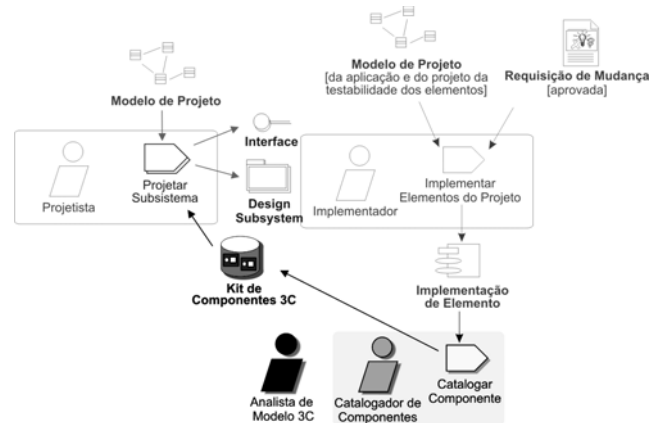 Modelo de Projeto
Modelo de Projeto
[da aplicação e do projeto da
testabilidade dos elementos]
Requisição de Mudança
[aprovada]
Projetista
Projetar
Subsistema
Interface
Design
Subsystem
Implementador
Implementar
Elementos do Projeto
Kit de
Componentes 3C
Implementação
de Elemento
Analista de
Modelo 3C
Catalogador de
Componentes
Catalogar
Componente